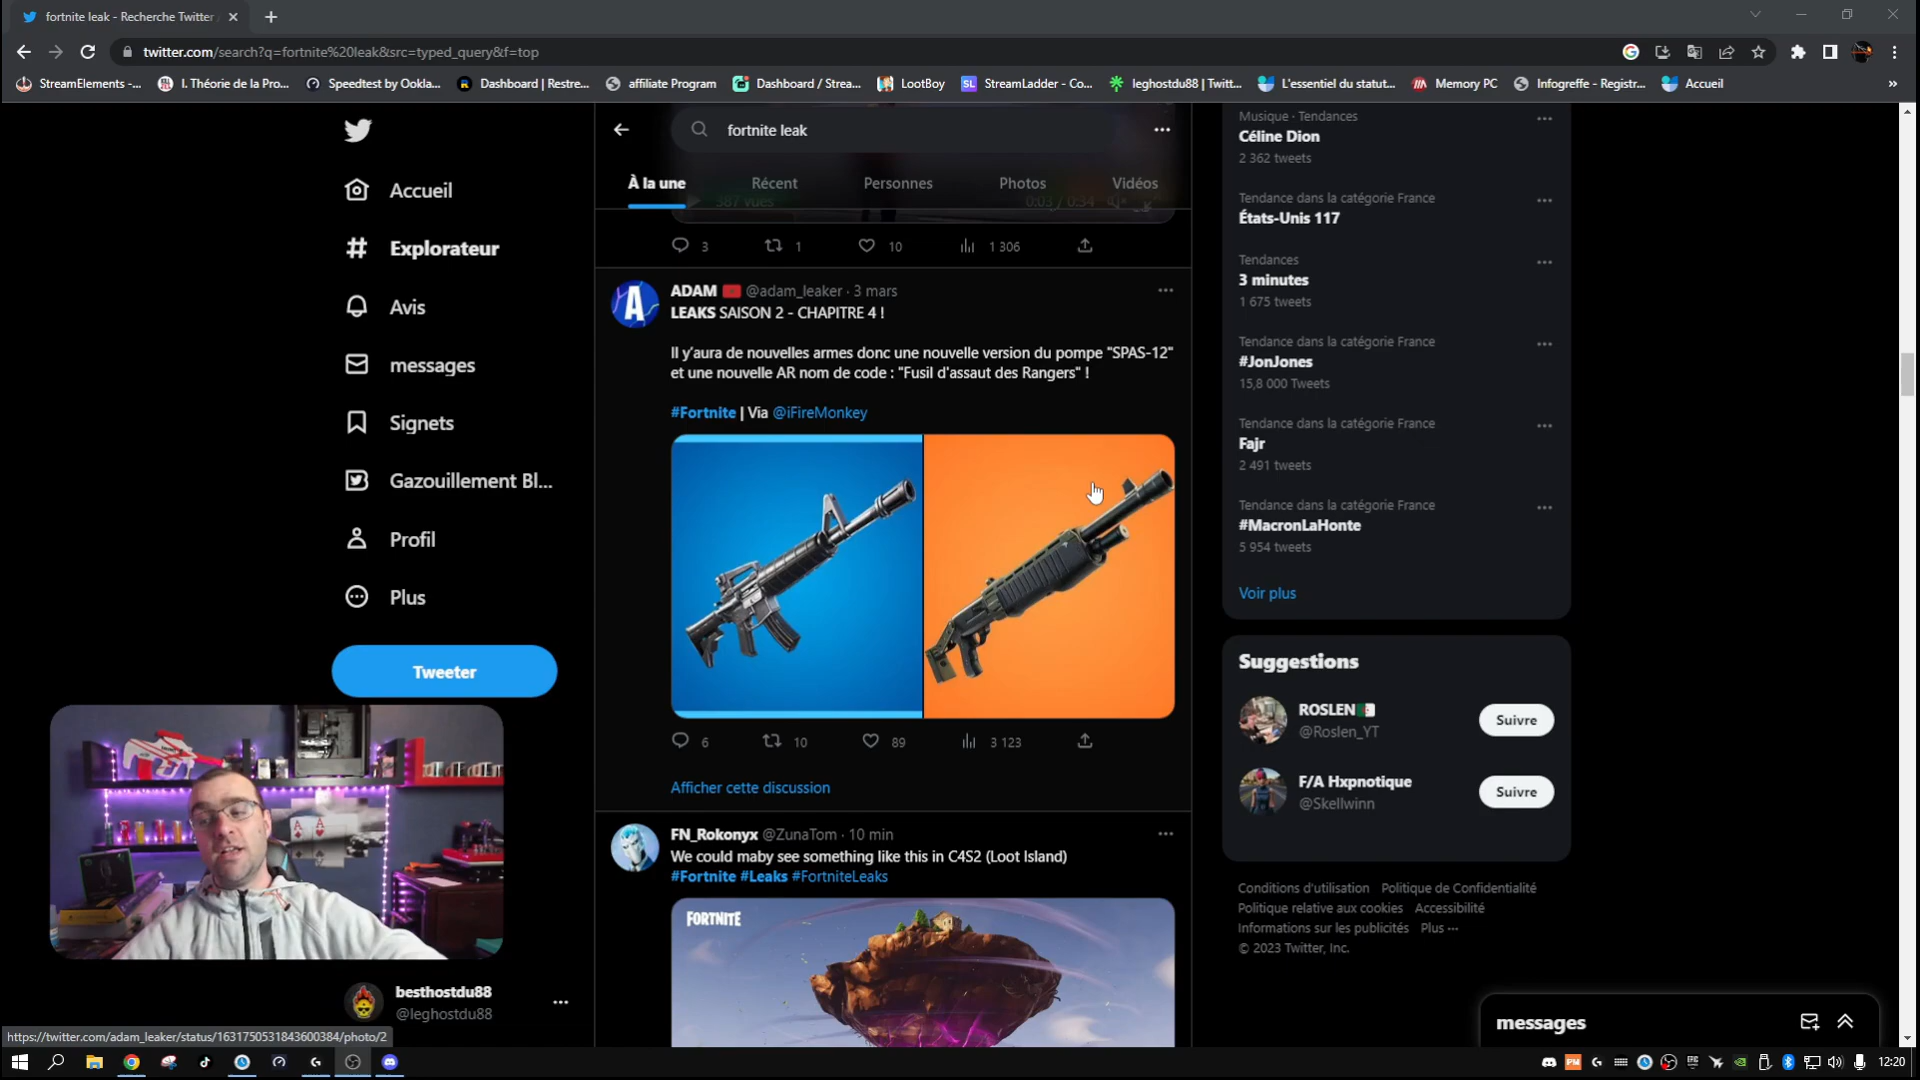 fortnite leak - Recherche Twitter
twitter.com/search?q=fortnite%20leak&src=typed_query&f=top
StreamElements -... I. Théorie de la Pro... Speedtest by Ookla... Dashboard | Restre... affiliate Program Dashboard / Strea... LootBoy StreamLadder - Co... leghostdu88 | Twitt... L'essentiel du statut... Memory PC Infogreffe - Registr... Accueil
Accueil
Explorateur
Avis
messages
Signets
Gazouillement Bl...
Profil
Plus
Tweeter
besthostdu88
@leghostdu88
fortnite leak
À la une Récent Personnes Photos Vidéos
387 vues 0:03 / 0:34
3 1 10 1 306
ADAM @adam_leaker · 3 mars
LEAKS SAISON 2 - CHAPITRE 4 !
Il y'aura de nouvelles armes donc une nouvelle version du pompe "SPAS-12"
et une nouvelle AR nom de code : "Fusil d'assaut des Rangers" !
#Fortnite | Via @iFireMonkey
6 10 89 3 123
Afficher cette discussion
FN_Rokonyx @ZunaTom · 10 min
We could maby see something like this in C4S2 (Loot Island)
#Fortnite #Leaks #FortniteLeaks
FORTNITE
Musique · Tendances
Céline Dion
2 362 tweets
Tendance dans la catégorie France
États-Unis 117
Tendances
3 minutes
1 675 tweets
Tendance dans la catégorie France
#JonJones
15,8 000 Tweets
Tendance dans la catégorie France
Fajr
2 491 tweets
Tendance dans la catégorie France
#MacronLaHonte
5 954 tweets
Voir plus
Suggestions
ROSLEN
@Roslen_YT
Suivre
F/A Hxpnotique
@Skellwinn
Suivre
Conditions d'utilisation Politique de Confidentialité
Politique relative aux cookies Accessibilité
Informations sur les publicités Plus ···
© 2023 Twitter, Inc.
messages
https://twitter.com/adam_leaker/status/1631750531843600384/photo/2
12:20